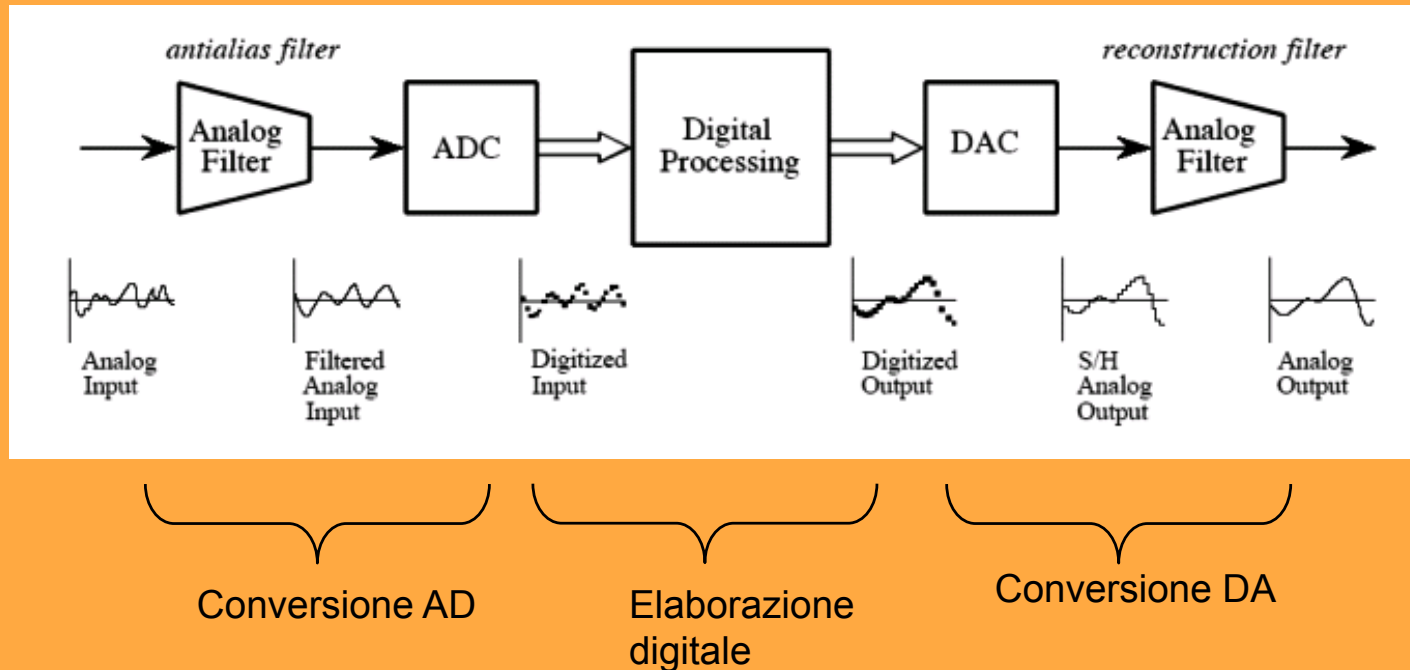 antialias filter
reconstruction filter
Analog
Filter
ADC
Digital
Processing
DAC
Analog
Filter
Analog
Input
Filtered
Analog
Input
Digitized
Input
Digitized
Output
S/H
Analog
Output
Analog
Output
Conversione AD
Elaborazione
digitale
Conversione DA